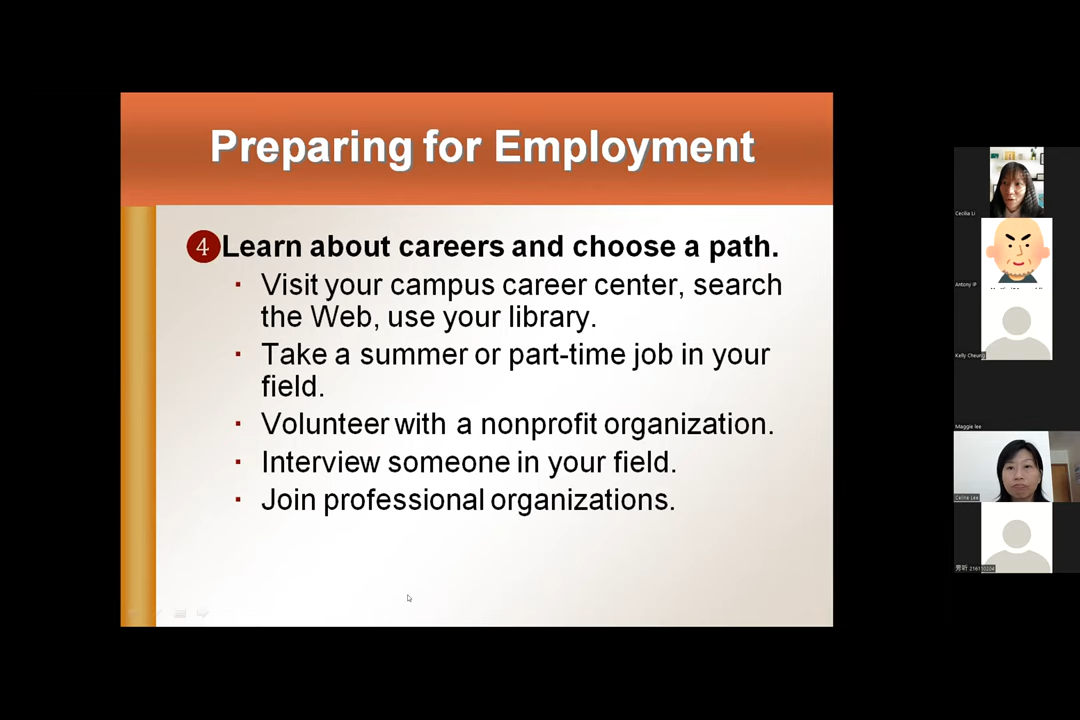 Preparing for Employment
4 Learn about careers and choose a path.
Visit your campus career center, search
the Web, use your library.
Take a summer or part-time job in your
field.
Volunteer with a nonprofit organization.
Interview someone in your field.
Join professional organizations.
Cecilia Li
Antony IP
Kelly Cheung
Maggie lee
Celina Lee